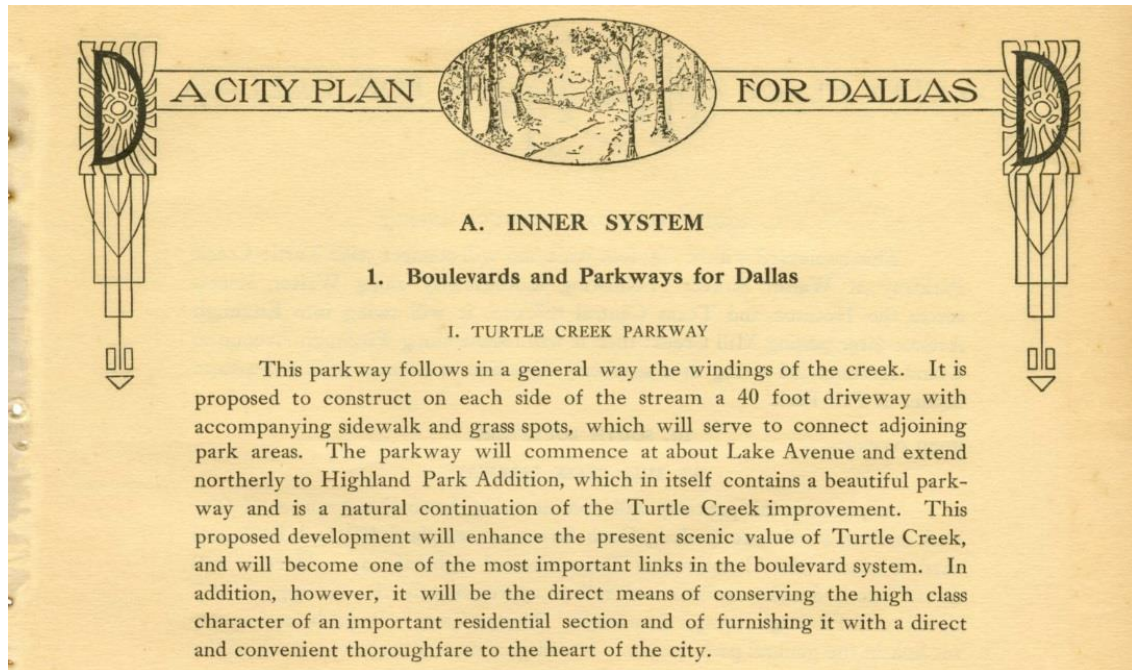 A CITY PLAN FOR DALLAS
A. INNER SYSTEM
1. Boulevards and Parkways for Dallas
I. TURTLE CREEK PARKWAY
This parkway follows in a general way the windings of the creek. It is
proposed to construct on each side of the stream a 40 foot driveway with
accompanying sidewalk and grass spots, which will serve to connect adjoining
park areas. The parkway will commence at about Lake Avenue and extend
northerly to Highland Park Addition, which in itself contains a beautiful park-
way and is a natural continuation of the Turtle Creek improvement. This
proposed development will enhance the present scenic value of Turtle Creek,
and will become one of the most important links in the boulevard system. In
addition, however, it will be the direct means of conserving the high class
character of an important residential section and of furnishing it with a direct
and convenient thoroughfare to the heart of the city.